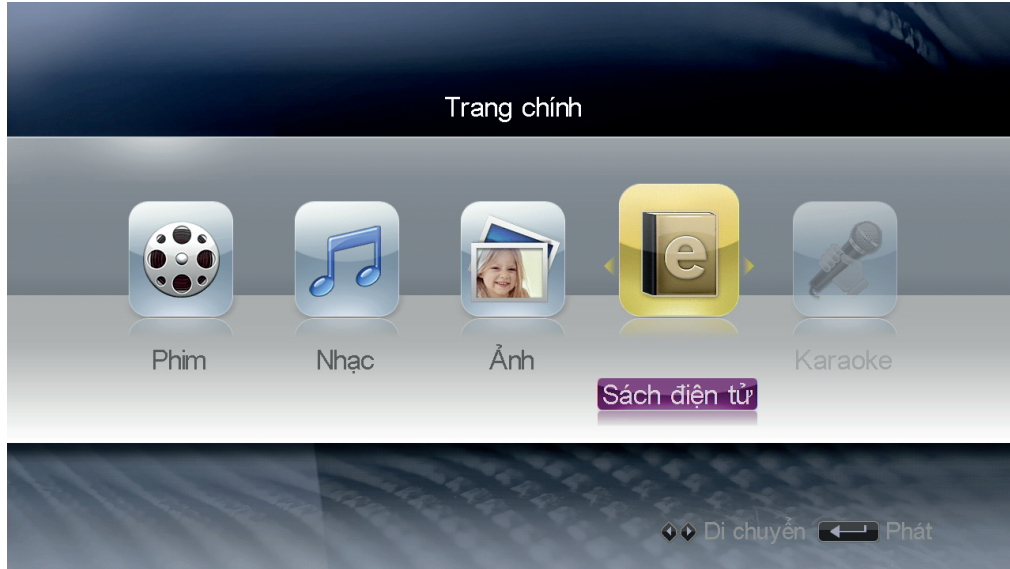 Trang chính
Phim
Nhạc
Ảnh
e
Karaoke
Sách điện tử
Di chuyển
Phát